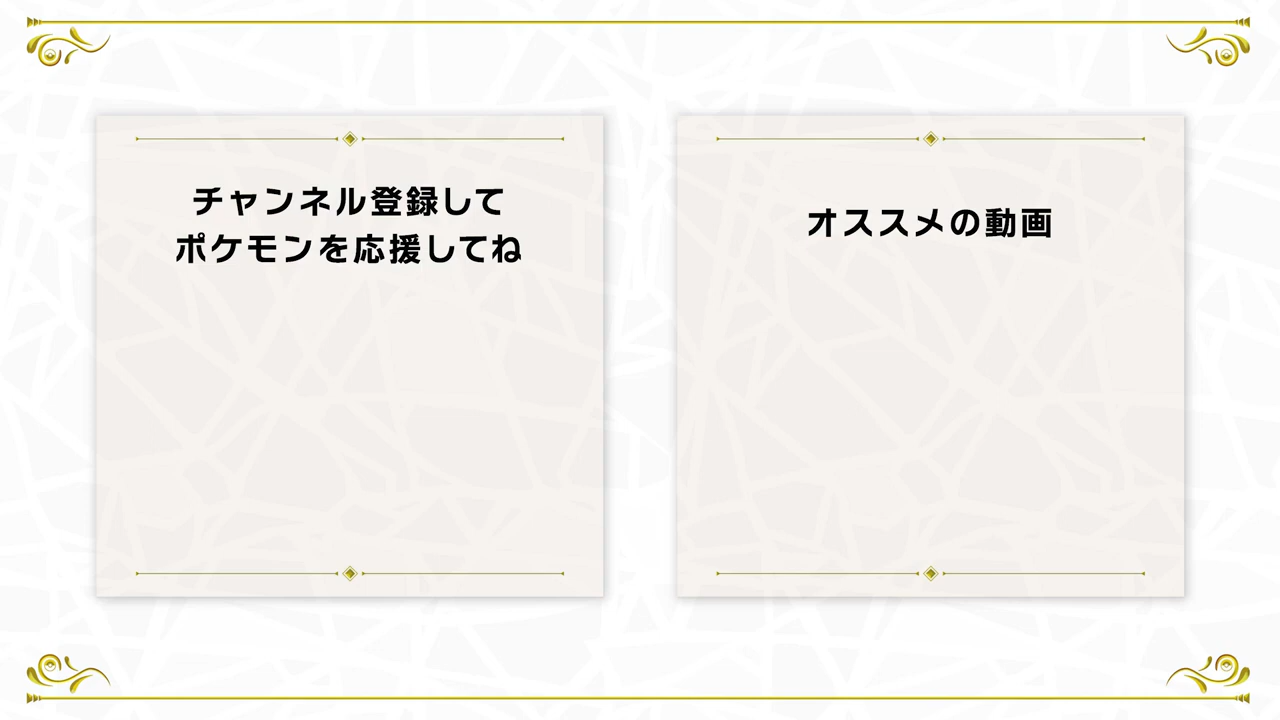 チャンネル登録して
ポケモンを応援してね
オススメの動画